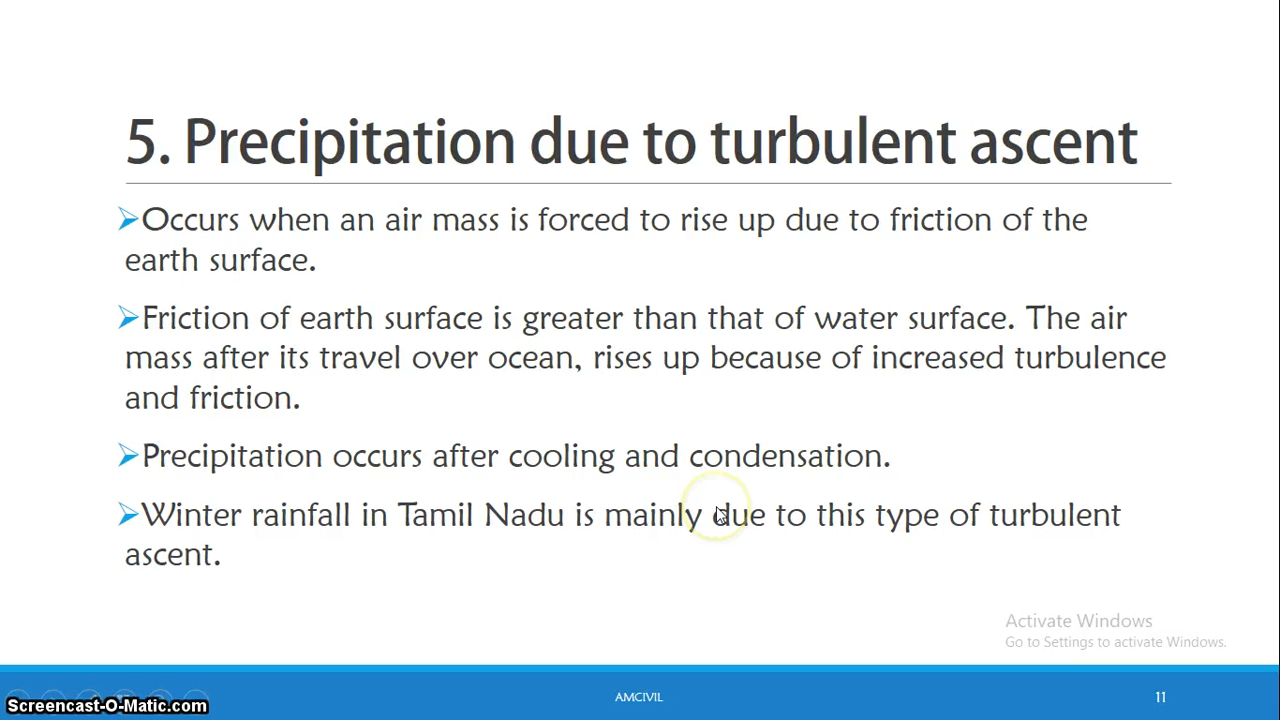 5. Precipitation due to turbulent ascent
Occurs when an air mass is forced to rise up due to friction of the
earth surface.
Friction of earth surface is greater than that of water surface. The air
mass after its travel over ocean, rises up because of increased turbulence
and friction.
Precipitation occurs after cooling and condensation.
Winter rainfall in Tamil Nadu is mainly due to this type of turbulent
ascent.
Activate Windows
Go to Settings to activate Windows.
AMCIVIL
11
Screencast-O-Matic.com